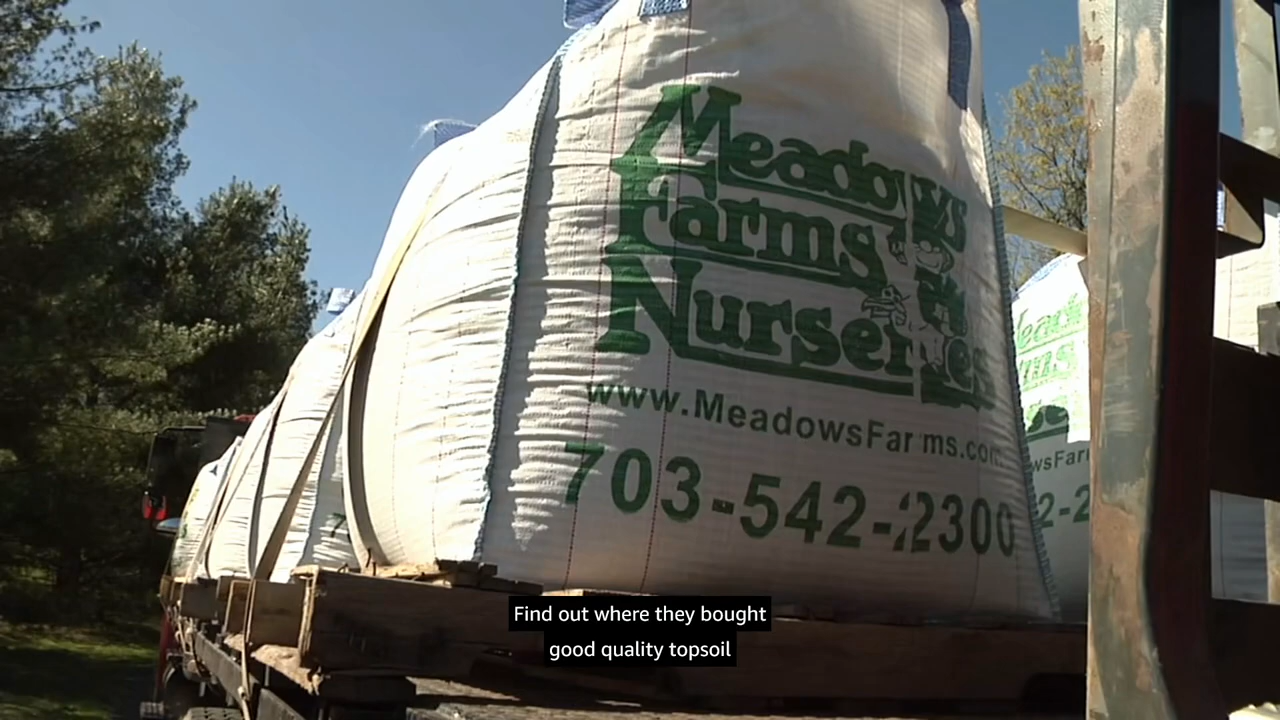 Meadows
Farms
Nurseries
www.MeadowsFarms.com
703-542-2300
Find out where they bought
good quality topsoil